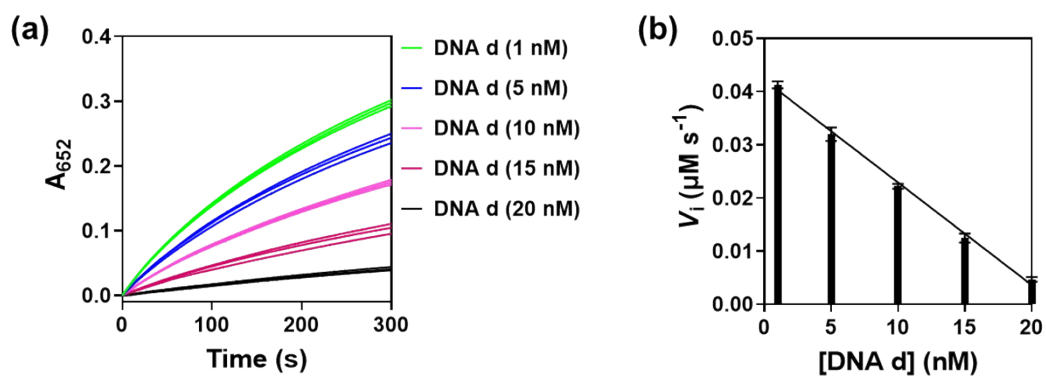 (a)
A652
0.4
0.3
0.2
0.1
0.0
0 100 200 300
Time (s)
DNA d (1 nM)
DNA d (5 nM)
DNA d (10 nM)
DNA d (15 nM)
DNA d (20 nM)
(b)
Vi (µM s-1)
0.05
0.04
0.03
0.02
0.01
0.00
0 5 10 15 20
[DNA d] (nM)